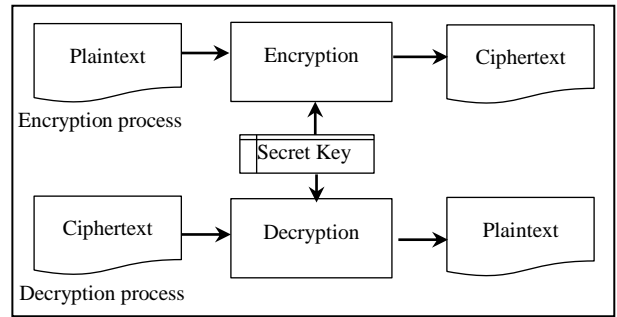 Plaintext
Encryption
Ciphertext
Encryption process
Secret Key
Ciphertext
Decryption
Plaintext
Decryption process